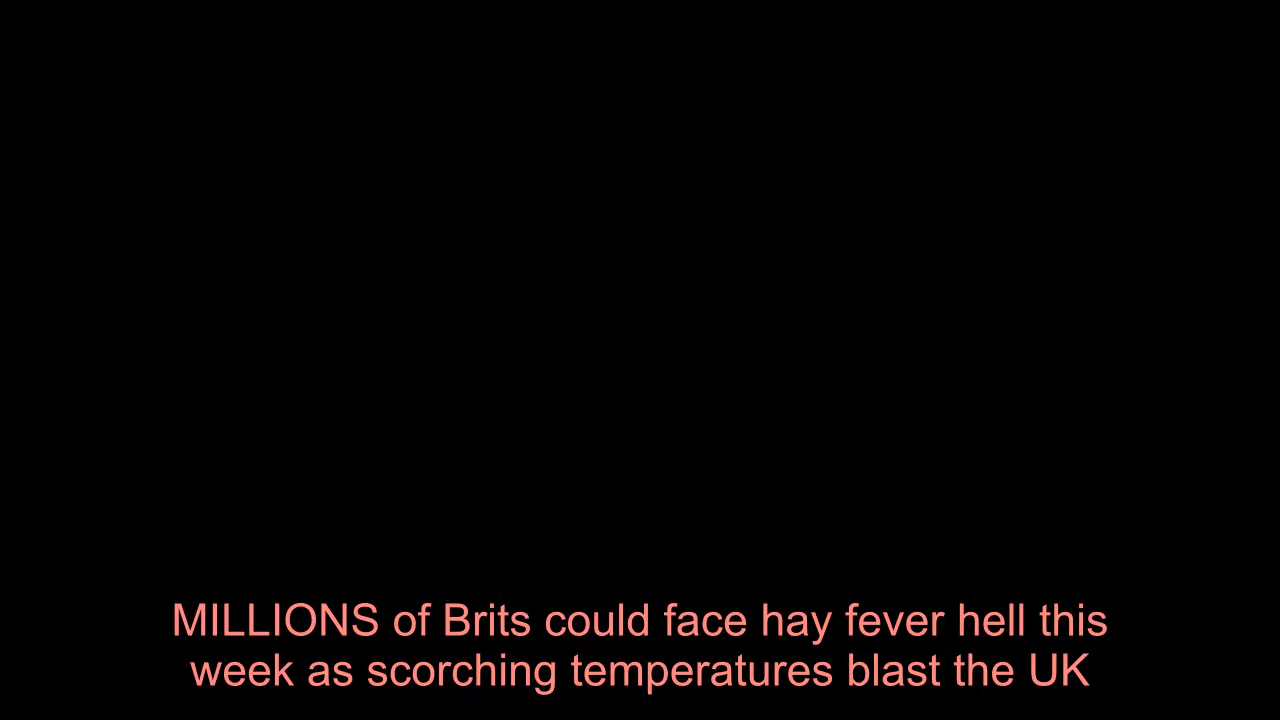 MILLIONS of Brits could face hay fever hell this
week as scorching temperatures blast the UK